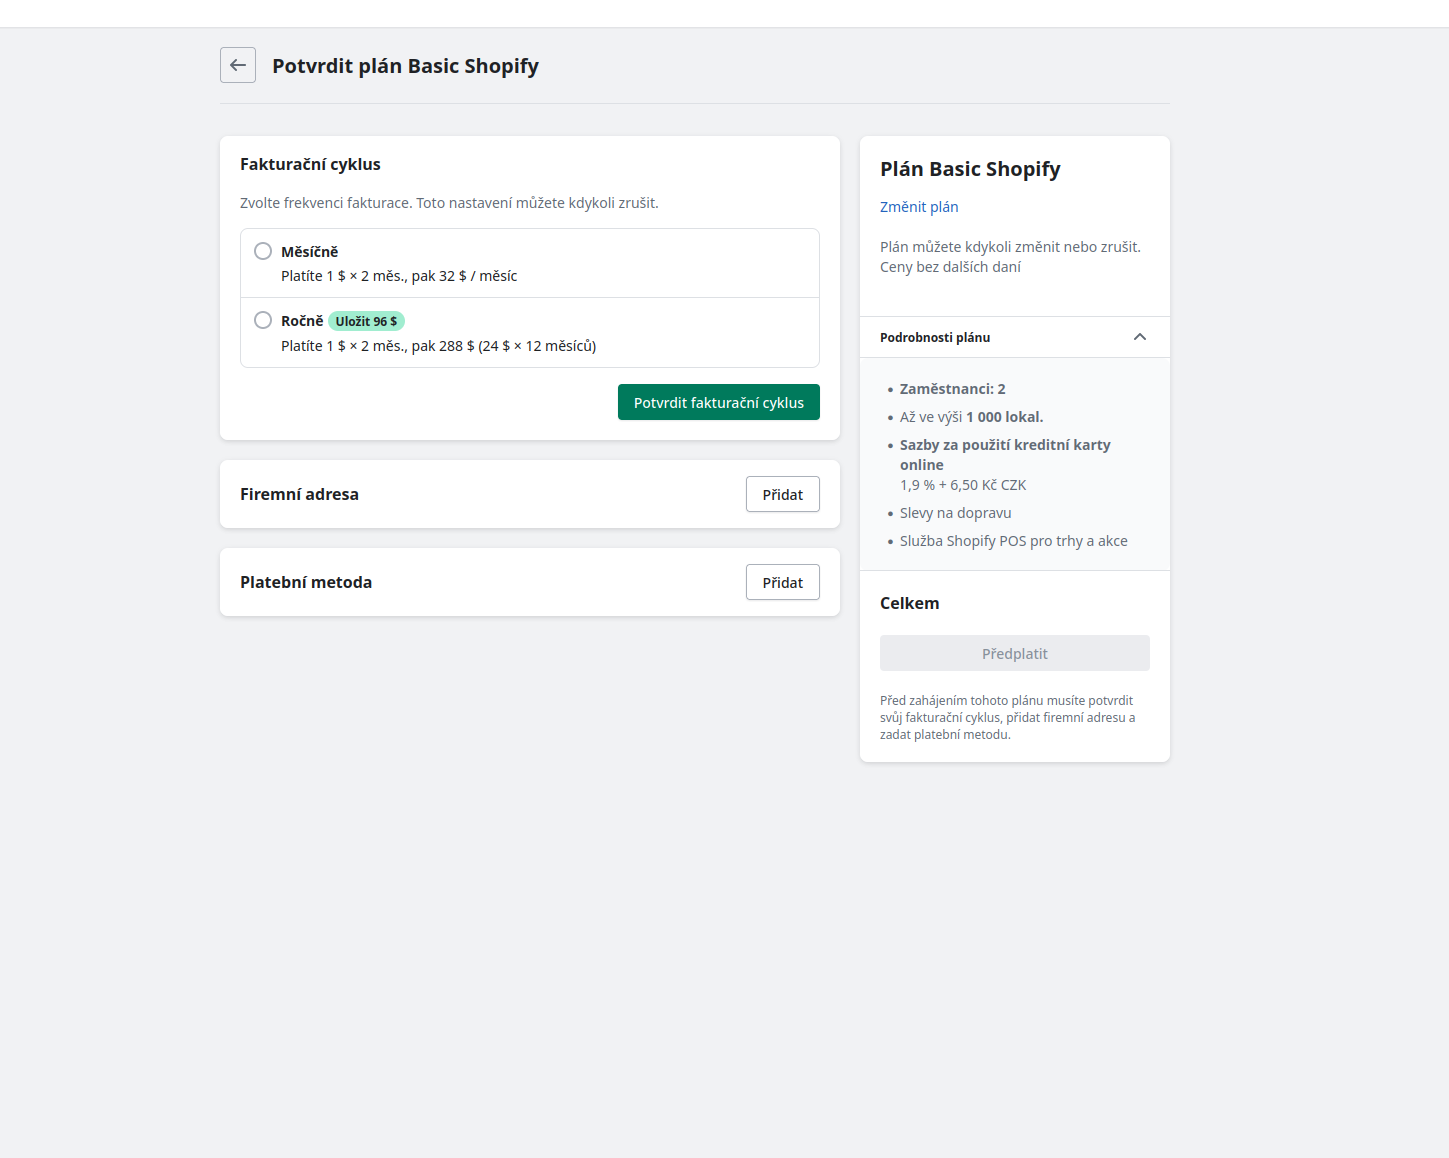 Potvrdit plán Basic Shopify
Fakturační cyklus
Zvolte frekvenci fakturace. Toto nastavení můžete kdykoli zrušit.
Měsíčně
Platíte 1 $ × 2 měs., pak 32 $ / měsíc
Ročně Uložit 96 $
Platíte 1 $ × 2 měs., pak 288 $ (24 $ × 12 měsíců)
Potvrdit fakturační cyklus
Firemní adresa
Přidat
Platební metoda
Přidat
Plán Basic Shopify
Změnit plán
Plán můžete kdykoli změnit nebo zrušit.
Ceny bez dalších daní
Podrobnosti plánu
• Zaměstnanci: 2
• Až ve výši 1 000 lokal.
• Sazby za použití kreditní karty
online
1,9 % + 6,50 Kč CZK
• Slevy na dopravu
• Služba Shopify POS pro trhy a akce
Celkem
Předplatit
Před zahájením tohoto plánu musíte potvrdit
svůj fakturační cyklus, přidat firemní adresu a
zadat platební metodu.